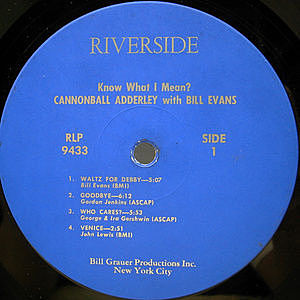 RIVERSIDE
Know What i Mean?
CANNONBALL ADDERLEY with BILL EVANS
RLP
9433
SIDE
1
1. WALTZ FOR DEBBY—5:07
Bill Evans (BMI)
2. GOODBYE—6:12
Gordon Jenkins (ASCAP)
3. WHO CARES?—5:53
George & Ira Gershwin (ASCAP)
4. VENICE—2:51
John Lewis (BMI)
Bill Grauer Productions Inc.
New York City